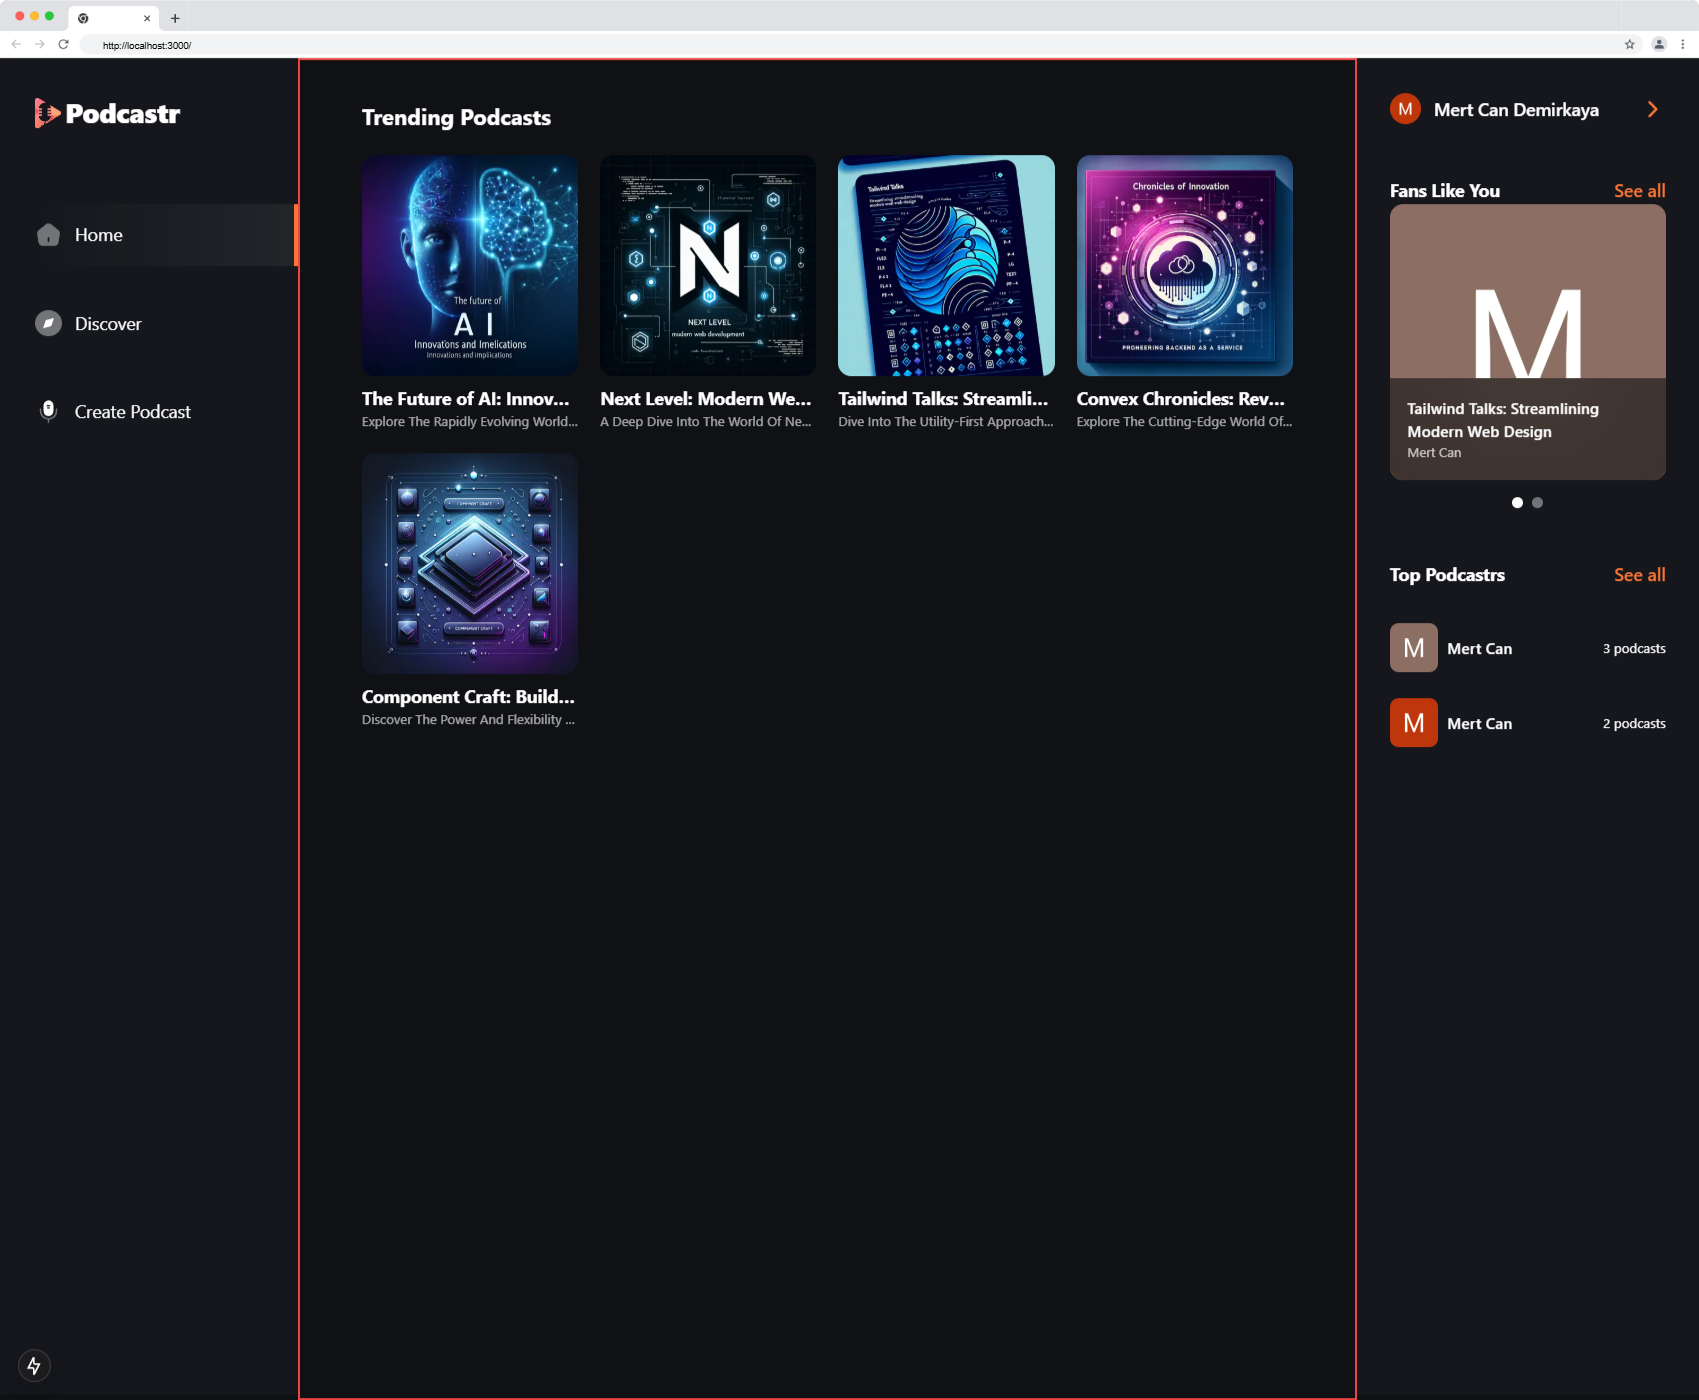 http://localhost:3000/
Podcastr
Home
Discover
Create Podcast
Trending Podcasts
The future of
A I
Innovations and Imelications
Innovations and impliications
The Future of AI: Innov...
Explore The Rapidly Evolving World...
NEXT LEVEL
modern web development
Next Level: Modern We...
A Deep Dive Into The World Of Ne...
Tailwind Talks
Tailwind Talks: Streamli...
Dive Into The Utility-First Approach...
Chronicles of Innovation
PRONEERING BACKEND AS A SERVICE
Convex Chronicles: Rev...
Explore The Cutting-Edge World Of...
Component Craft: Build...
Discover The Power And Flexibility ...
M
Mert Can Demirkaya
Fans Like You
See all
M
Tailwind Talks: Streamlining
Modern Web Design
Mert Can
Top Podcastrs
See all
M
Mert Can
3 podcasts
M
Mert Can
2 podcasts